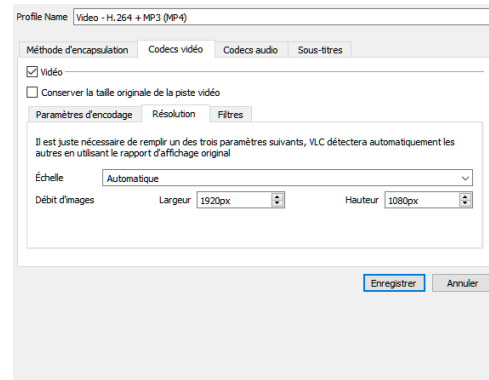 Profile Name Video - H.264 + MP3 (MP4)
Méthode d'encapsulation Codecs vidéo Codecs audio Sous-titres
Vidéo
Conserver la taille originale de la piste vidéo
Paramètres d'encodage Résolution Filtres
Il est juste nécessaire de remplir un des trois paramètres suivants, VLC détectera automatiquement les
autres en utilisant le rapport d'affichage original
Échelle Automatique
Débit d'images Largeur 1920px Hauteur 1080px
Enregistrer Annuler